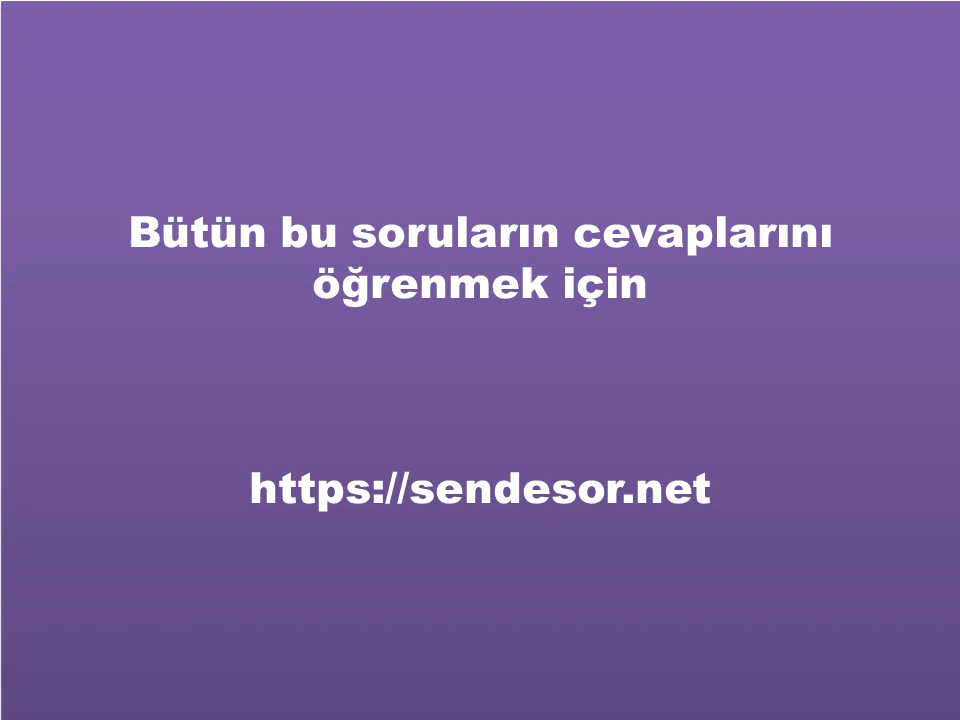 Bütün bu soruların cevaplarını
öğrenmek için
https://sendesor.net